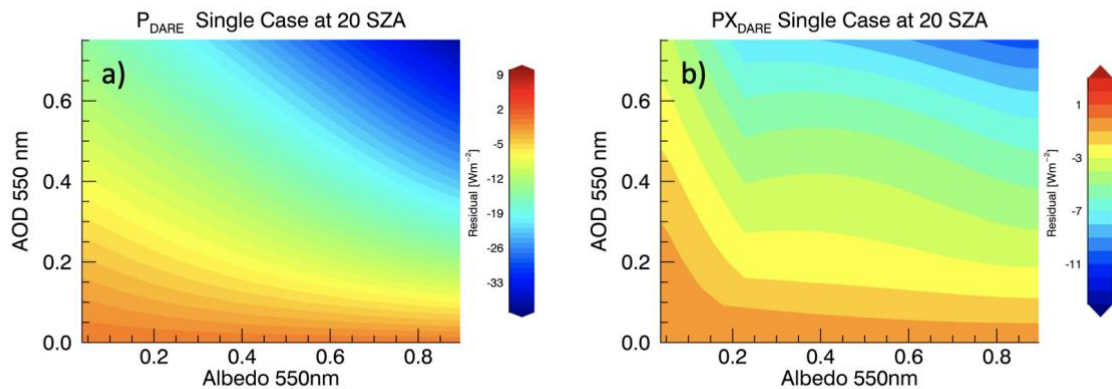 P_DARE Single Case at 20 SZA
a)
AOD 550 nm
0.6
0.4
0.2
0.0
0.2 0.4 0.6 0.8
Albedo 550nm
9
2
-5
-12
-19
-26
-33
Residual [Wm⁻²]
PX_DARE Single Case at 20 SZA
b)
AOD 550 nm
0.6
0.4
0.2
0.0
0.2 0.4 0.6 0.8
Albedo 550nm
1
-3
-7
-11
Residual [Wm⁻²]